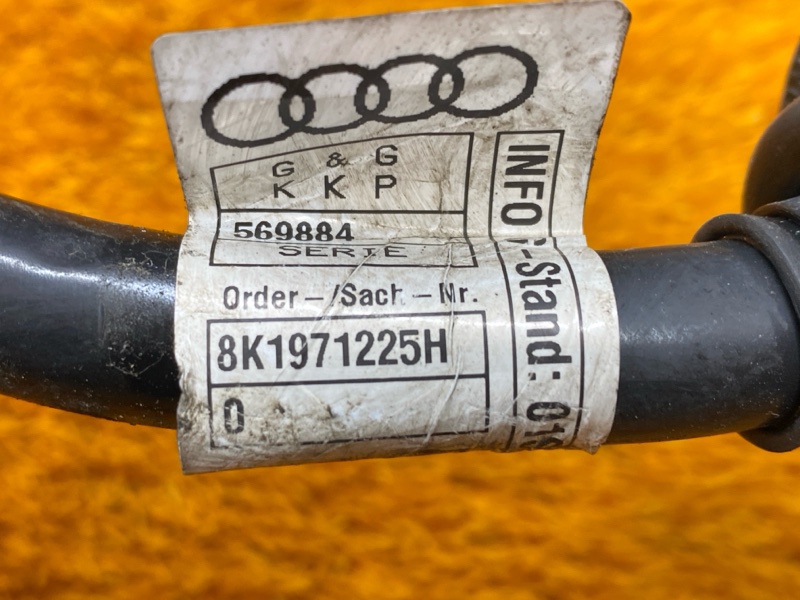 G & G
K K P
569884
SERIE
Order-/Sach-Nr.
8K1971225H
0
INFO -Stand: